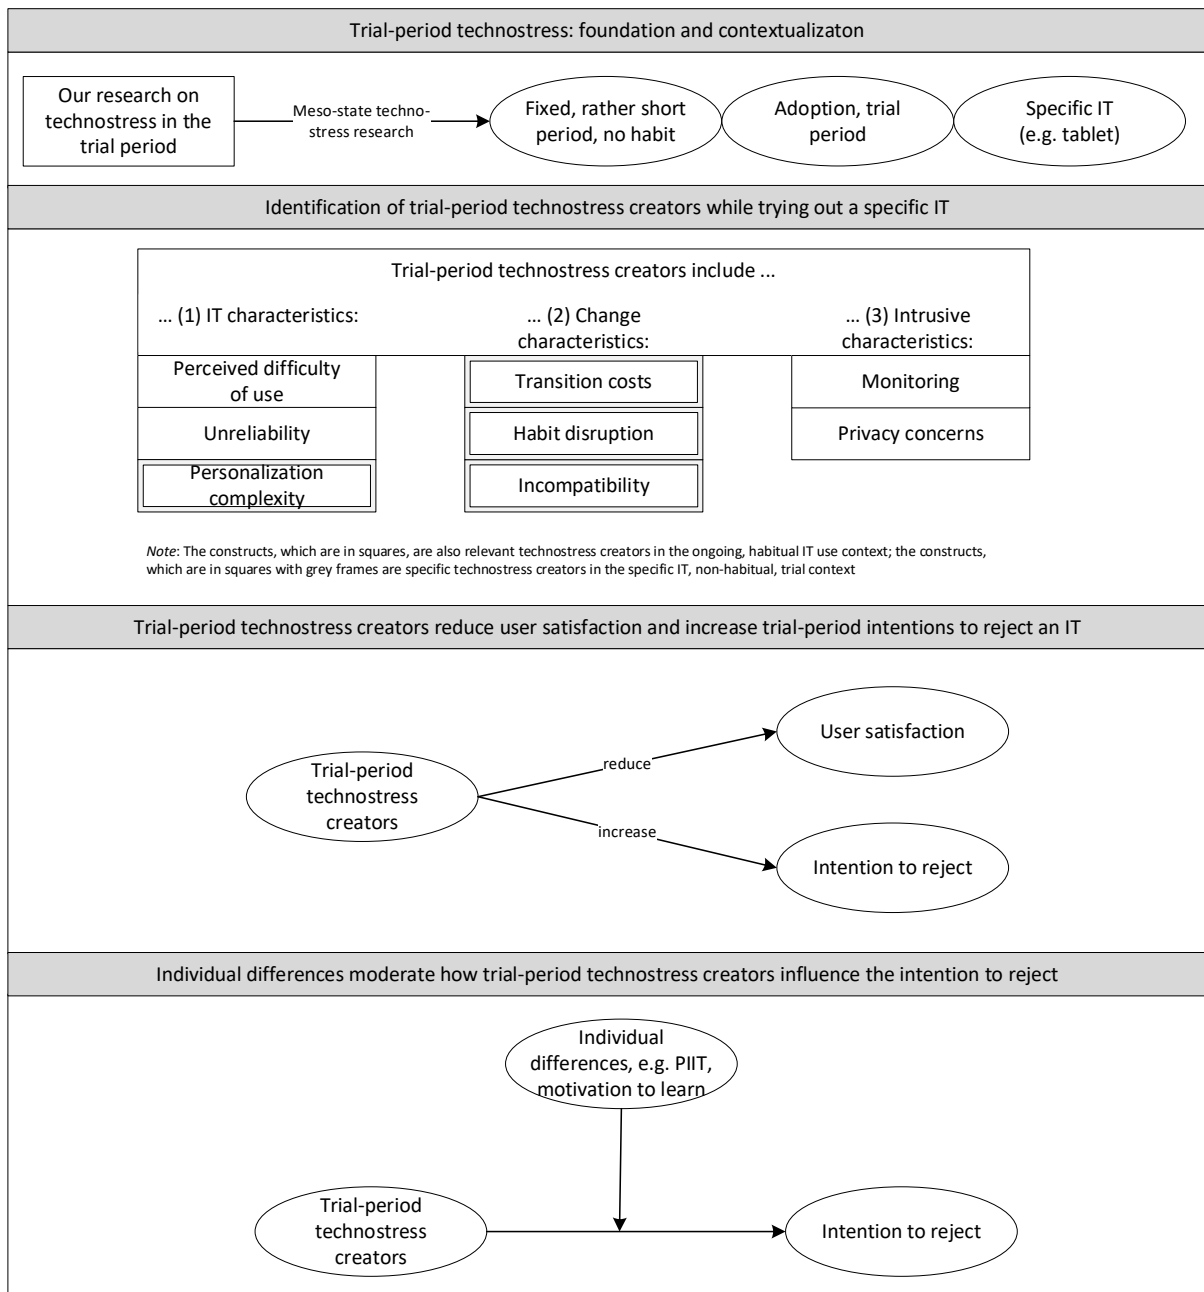 Trial-period technostress: foundation and contextualizaton
Our research on
technostress in the
trial period
Meso-state techno-
stress research
Fixed, rather short
period, no habit
Adoption, trial
period
Specific IT
(e.g. tablet)
Identification of trial-period technostress creators while trying out a specific IT
Trial-period technostress creators include ...
... (1) IT characteristics:
... (2) Change
characteristics:
... (3) Intrusive
characteristics:
Perceived difficulty
of use
Transition costs
Monitoring
Unreliability
Habit disruption
Privacy concerns
Personalization
complexity
Incompatibility
Note: The constructs, which are in squares, are also relevant technostress creators in the ongoing, habitual IT use context; the constructs,
which are in squares with grey frames are specific technostress creators in the specific IT, non-habitual, trial context
Trial-period technostress creators reduce user satisfaction and increase trial-period intentions to reject an IT
Trial-period
technostress
creators
reduce
User satisfaction
increase
Intention to reject
Individual differences moderate how trial-period technostress creators influence the intention to reject
Individual
differences, e.g. PIIT,
motivation to learn
Trial-period
technostress
creators
Intention to reject